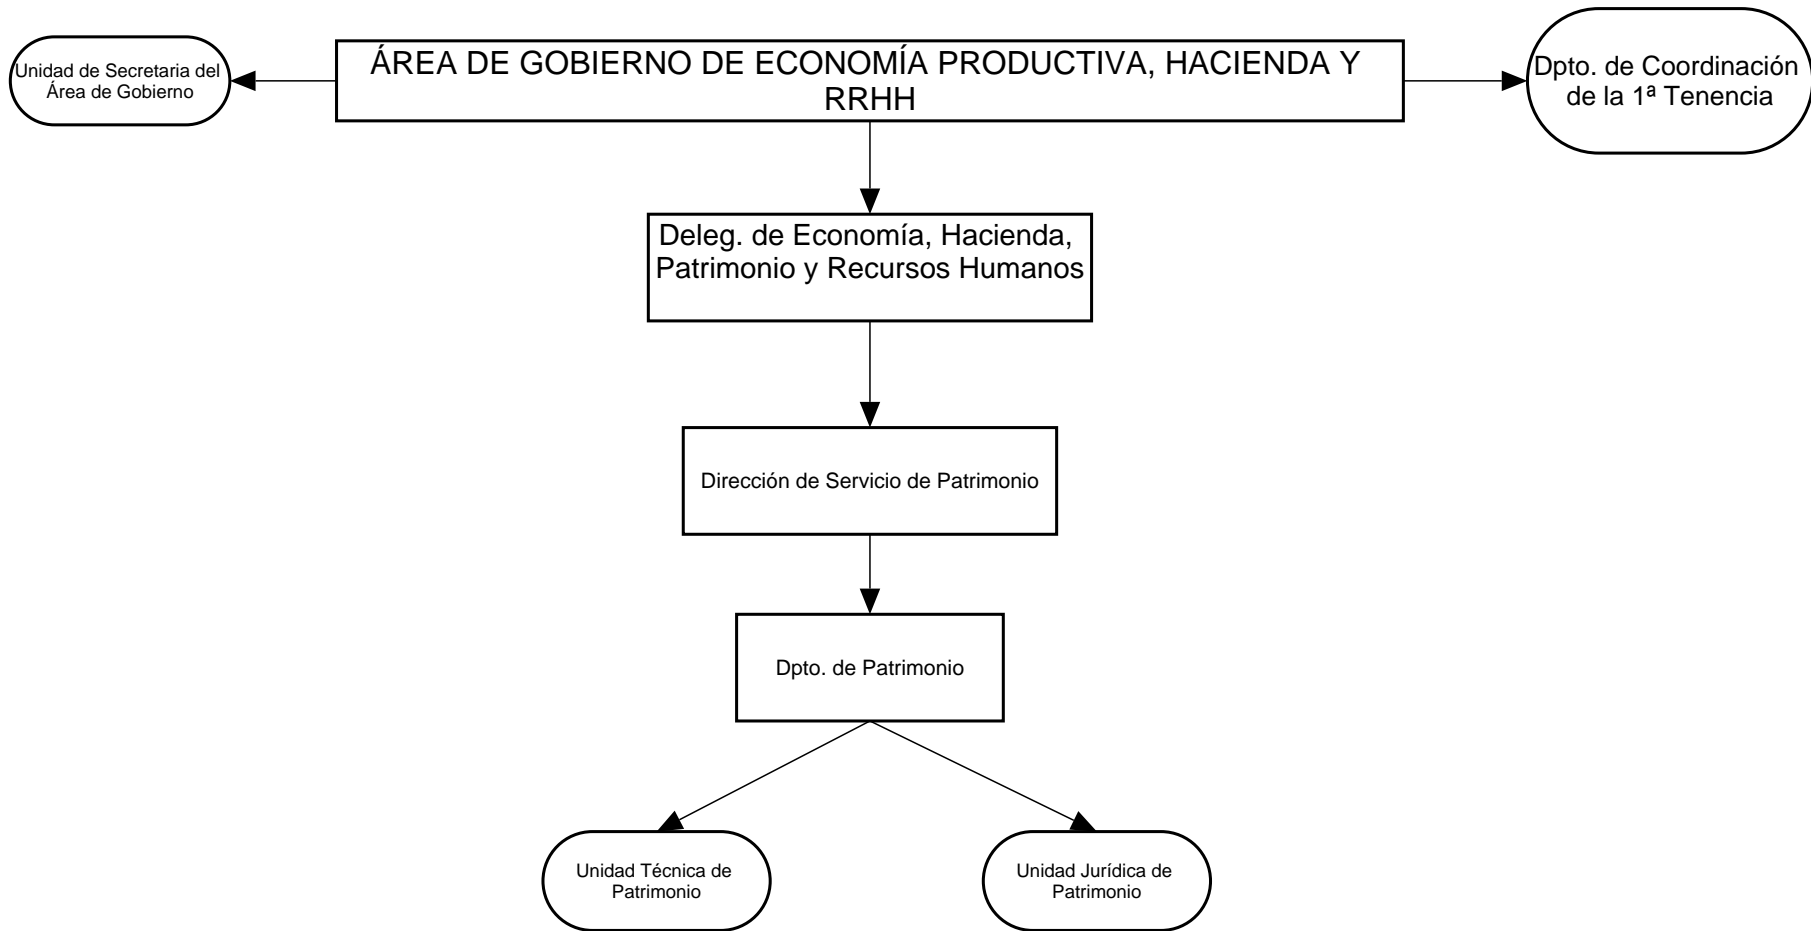 Unidad de Secretaria del
Área de Gobierno
ÁREA DE GOBIERNO DE ECONOMÍA PRODUCTIVA, HACIENDA Y
RRHH
Dpto. de Coordinación
de la 1ª Tenencia
Deleg. de Economía, Hacienda,
Patrimonio y Recursos Humanos
Dirección de Servicio de Patrimonio
Dpto. de Patrimonio
Unidad Técnica de
Patrimonio
Unidad Jurídica de
Patrimonio